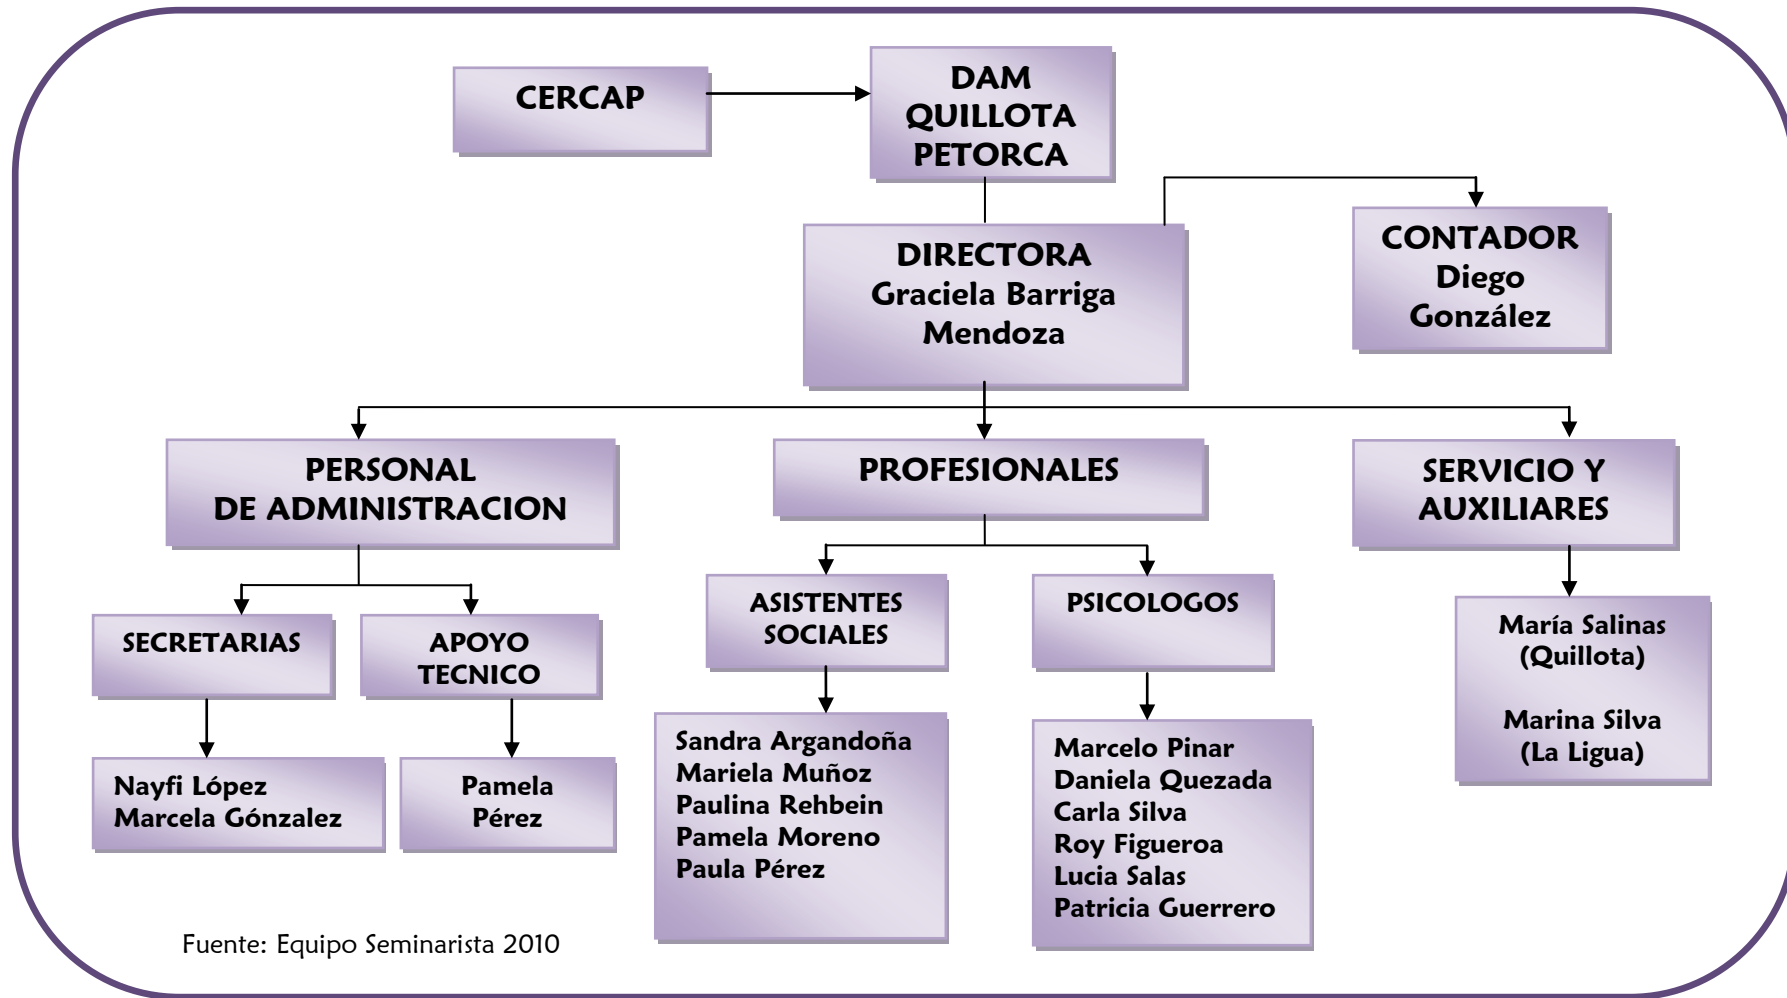 CERCAP
DAM
QUILLOTA
PETORCA
DIRECTORA
Graciela Barriga
Mendoza
CONTADOR
Diego
González
PERSONAL
DE ADMINISTRACION
PROFESIONALES
SERVICIO Y
AUXILIARES
SECRETARIAS
APOYO
TECNICO
ASISTENTES
SOCIALES
PSICOLOGOS
María Salinas
(Quillota)
Marina Silva
(La Ligua)
Nayfi López
Marcela Gónzalez
Pamela
Pérez
Sandra Argandoña
Mariela Muñoz
Paulina Rehbein
Pamela Moreno
Paula Pérez
Marcelo Pinar
Daniela Quezada
Carla Silva
Roy Figueroa
Lucia Salas
Patricia Guerrero
Fuente: Equipo Seminarista 2010